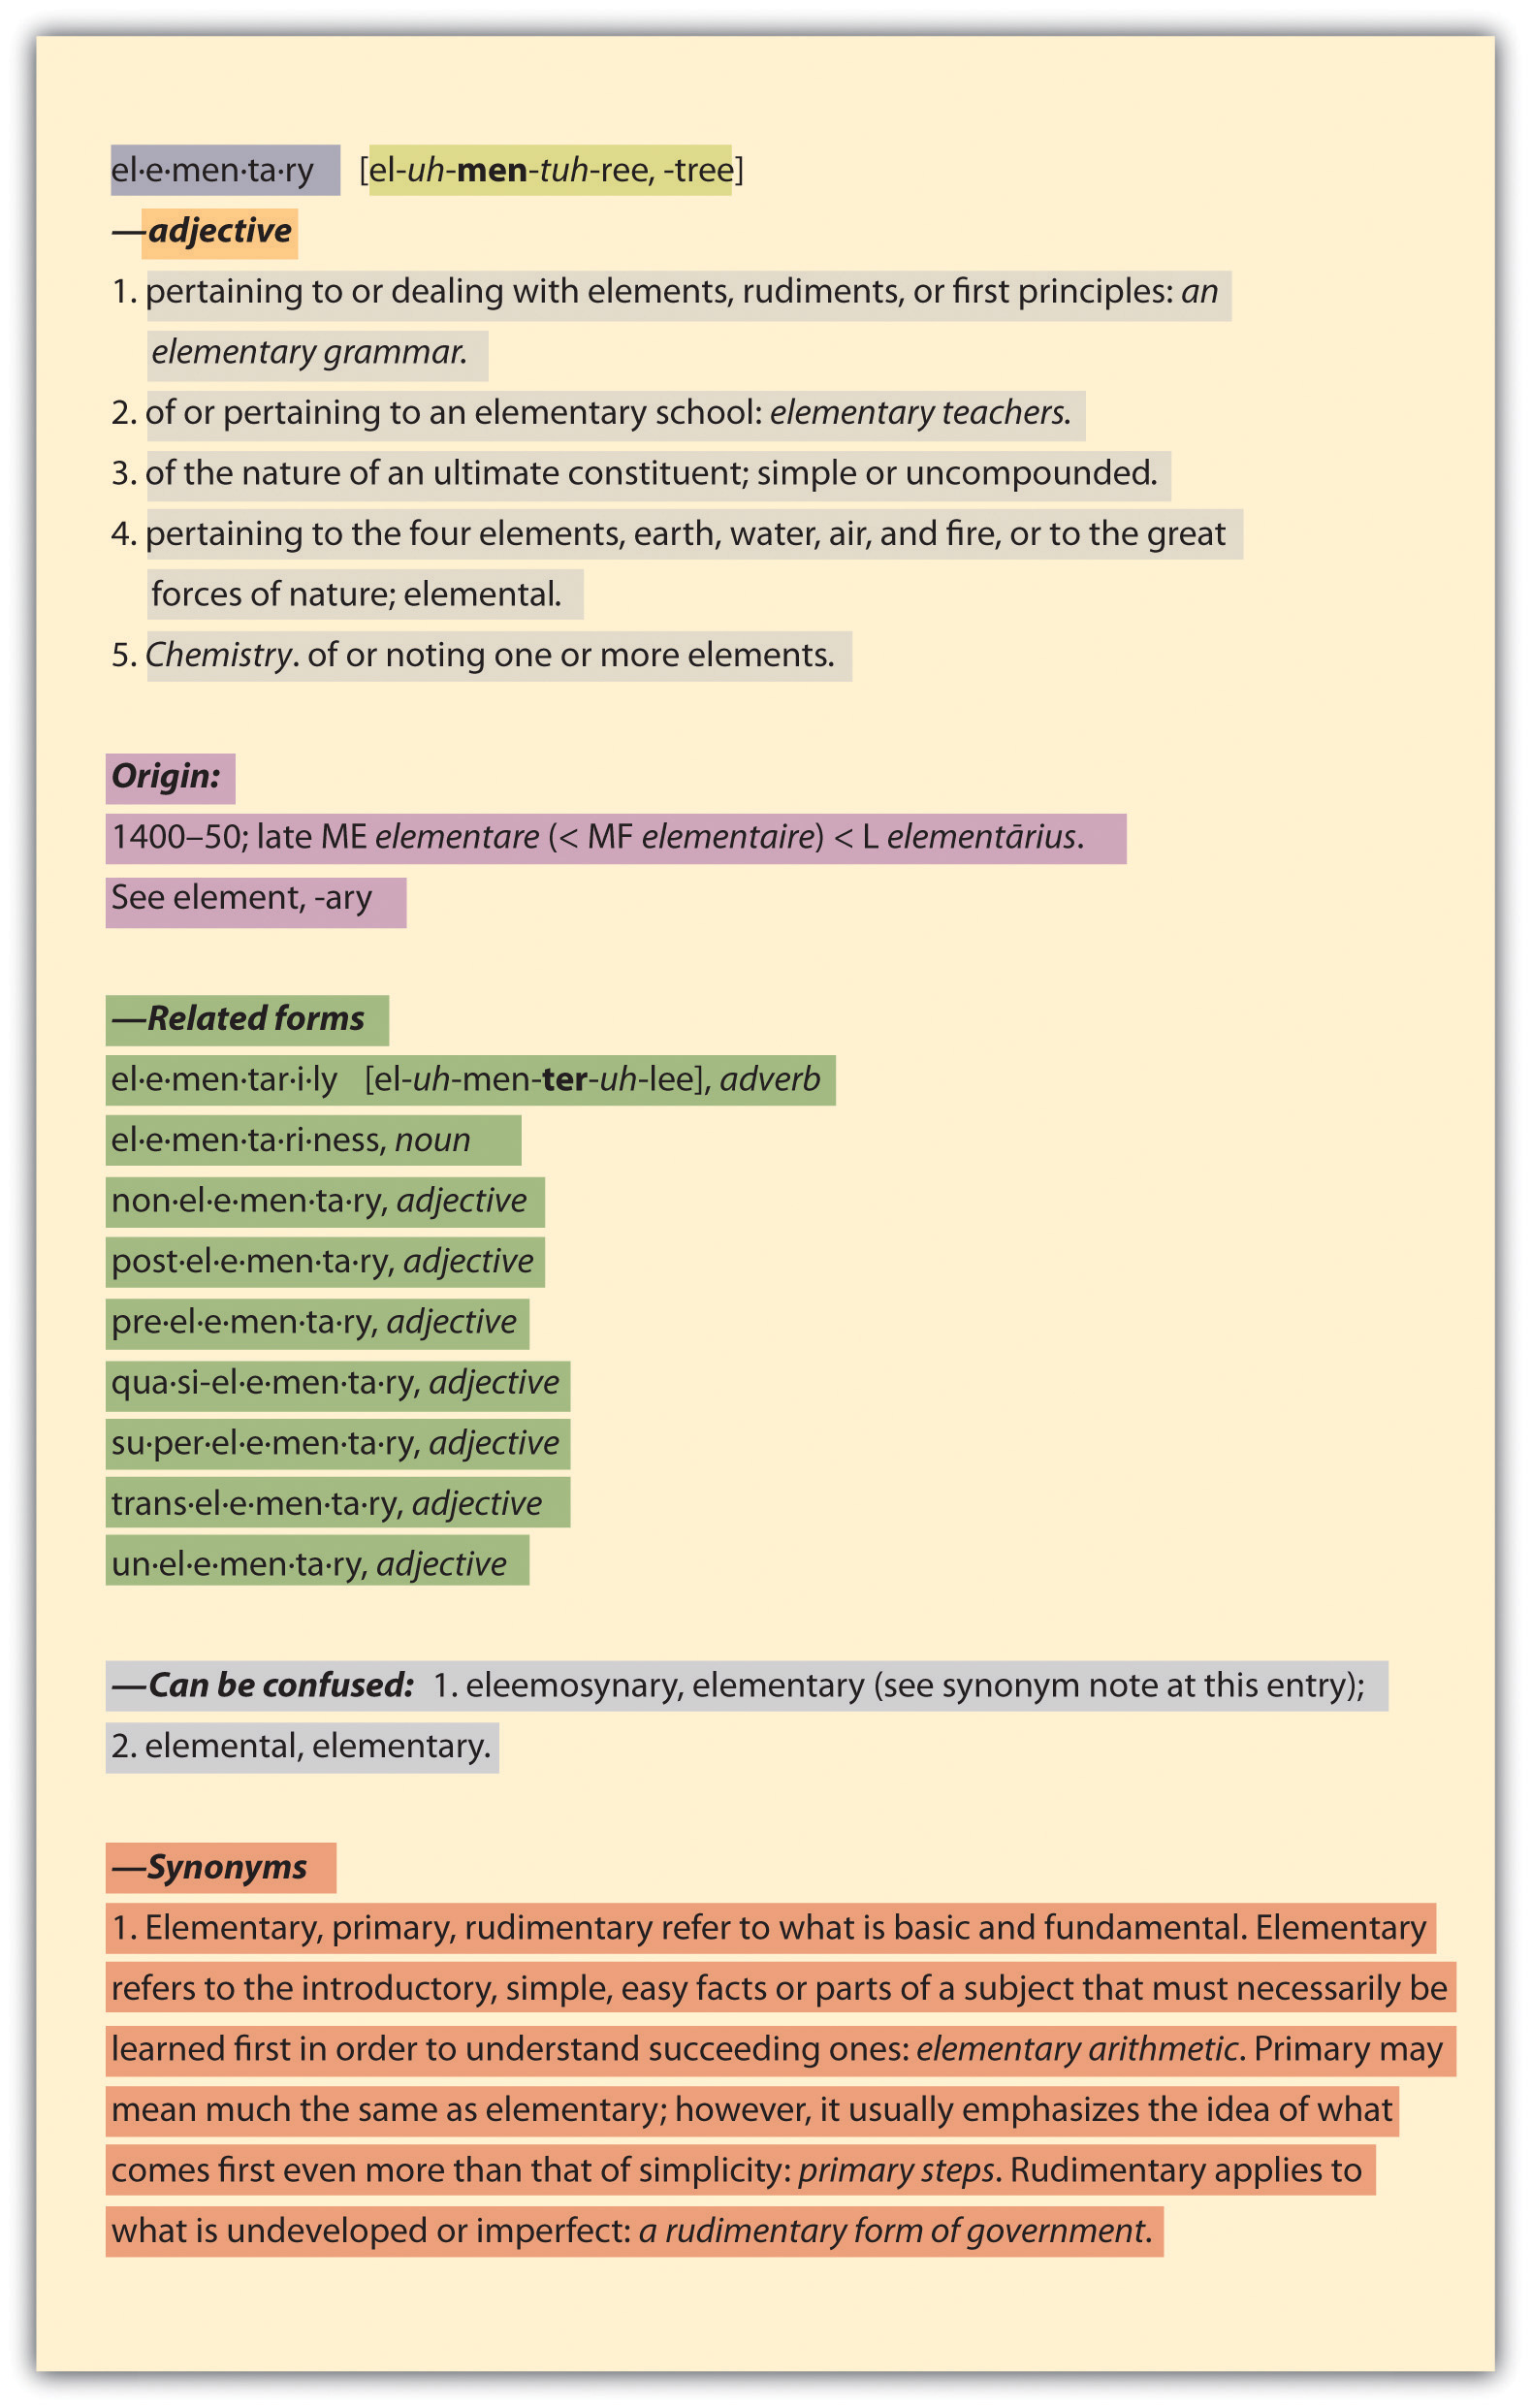 el·e·men·ta·ry [el-uh-men-tuh-ree, -tree]
—adjective
1. pertaining to or dealing with elements, rudiments, or first principles: an
elementary grammar.
2. of or pertaining to an elementary school: elementary teachers.
3. of the nature of an ultimate constituent; simple or uncompounded.
4. pertaining to the four elements, earth, water, air, and fire, or to the great
forces of nature; elemental.
5. Chemistry. of or noting one or more elements.
Origin:
1400–50; late ME elementare (< MF elementaire) < L elementārius.
See element, -ary
—Related forms
el·e·men·tar·i·ly [el-uh-men-ter-uh-lee], adverb
el·e·men·ta·ri·ness, noun
non·el·e·men·ta·ry, adjective
post·el·e·men·ta·ry, adjective
pre·el·e·men·ta·ry, adjective
qua·si-el·e·men·ta·ry, adjective
su·per·el·e·men·ta·ry, adjective
trans·el·e·men·ta·ry, adjective
un·el·e·men·ta·ry, adjective
—Can be confused: 1. eleemosynary, elementary (see synonym note at this entry);
2. elemental, elementary.
—Synonyms
1. Elementary, primary, rudimentary refer to what is basic and fundamental. Elementary
refers to the introductory, simple, easy facts or parts of a subject that must necessarily be
learned first in order to understand succeeding ones: elementary arithmetic. Primary may
mean much the same as elementary; however, it usually emphasizes the idea of what
comes first even more than that of simplicity: primary steps. Rudimentary applies to
what is undeveloped or imperfect: a rudimentary form of government.